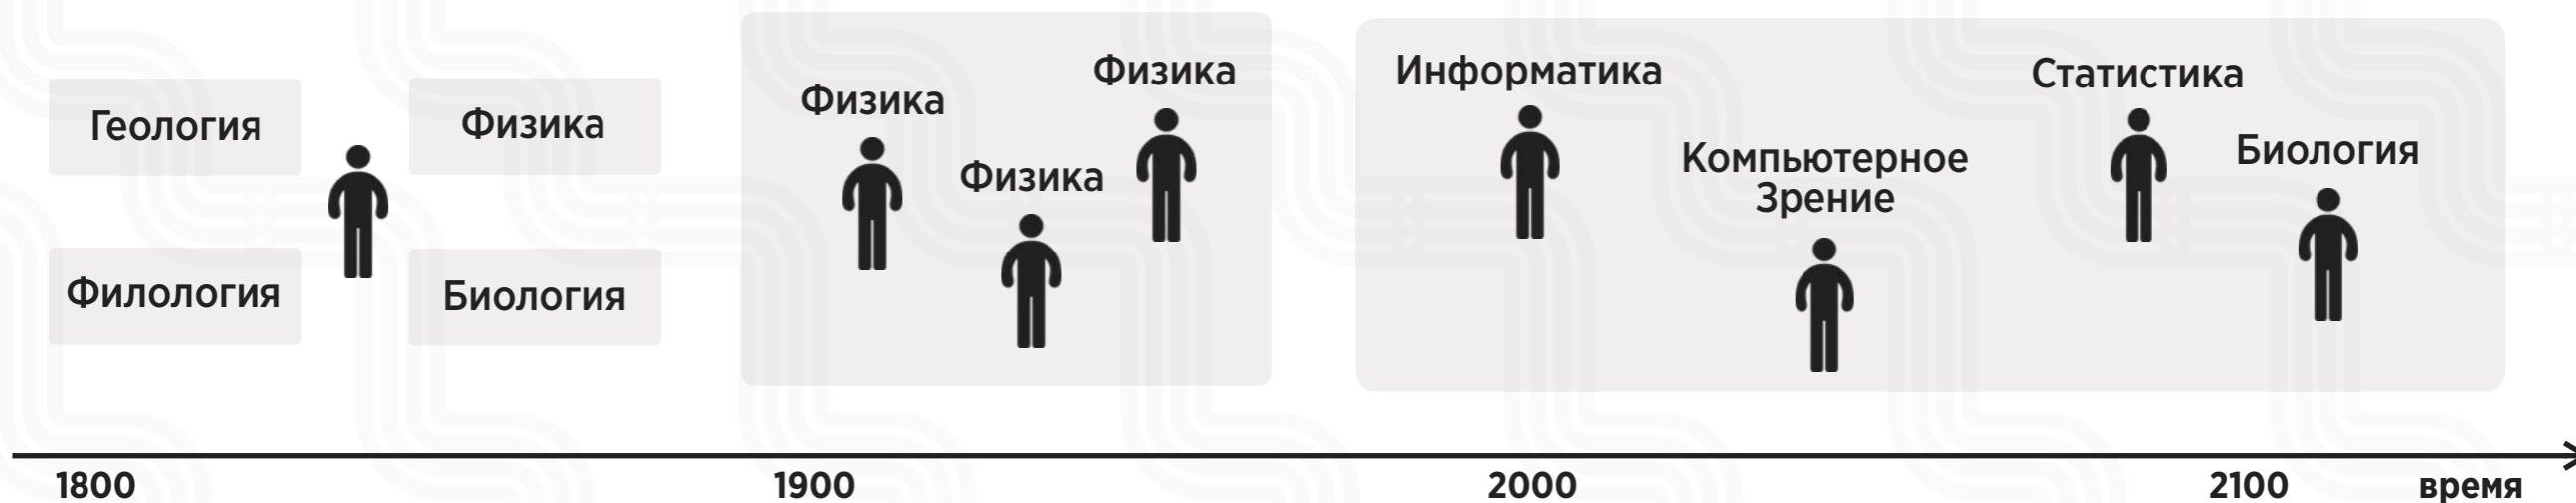 Геология
Физика
Филология
Биология
Физика
Физика
Физика
Информатика
Компьютерное
Зрение
Статистика
Биология
1800
1900
2000
2100
время